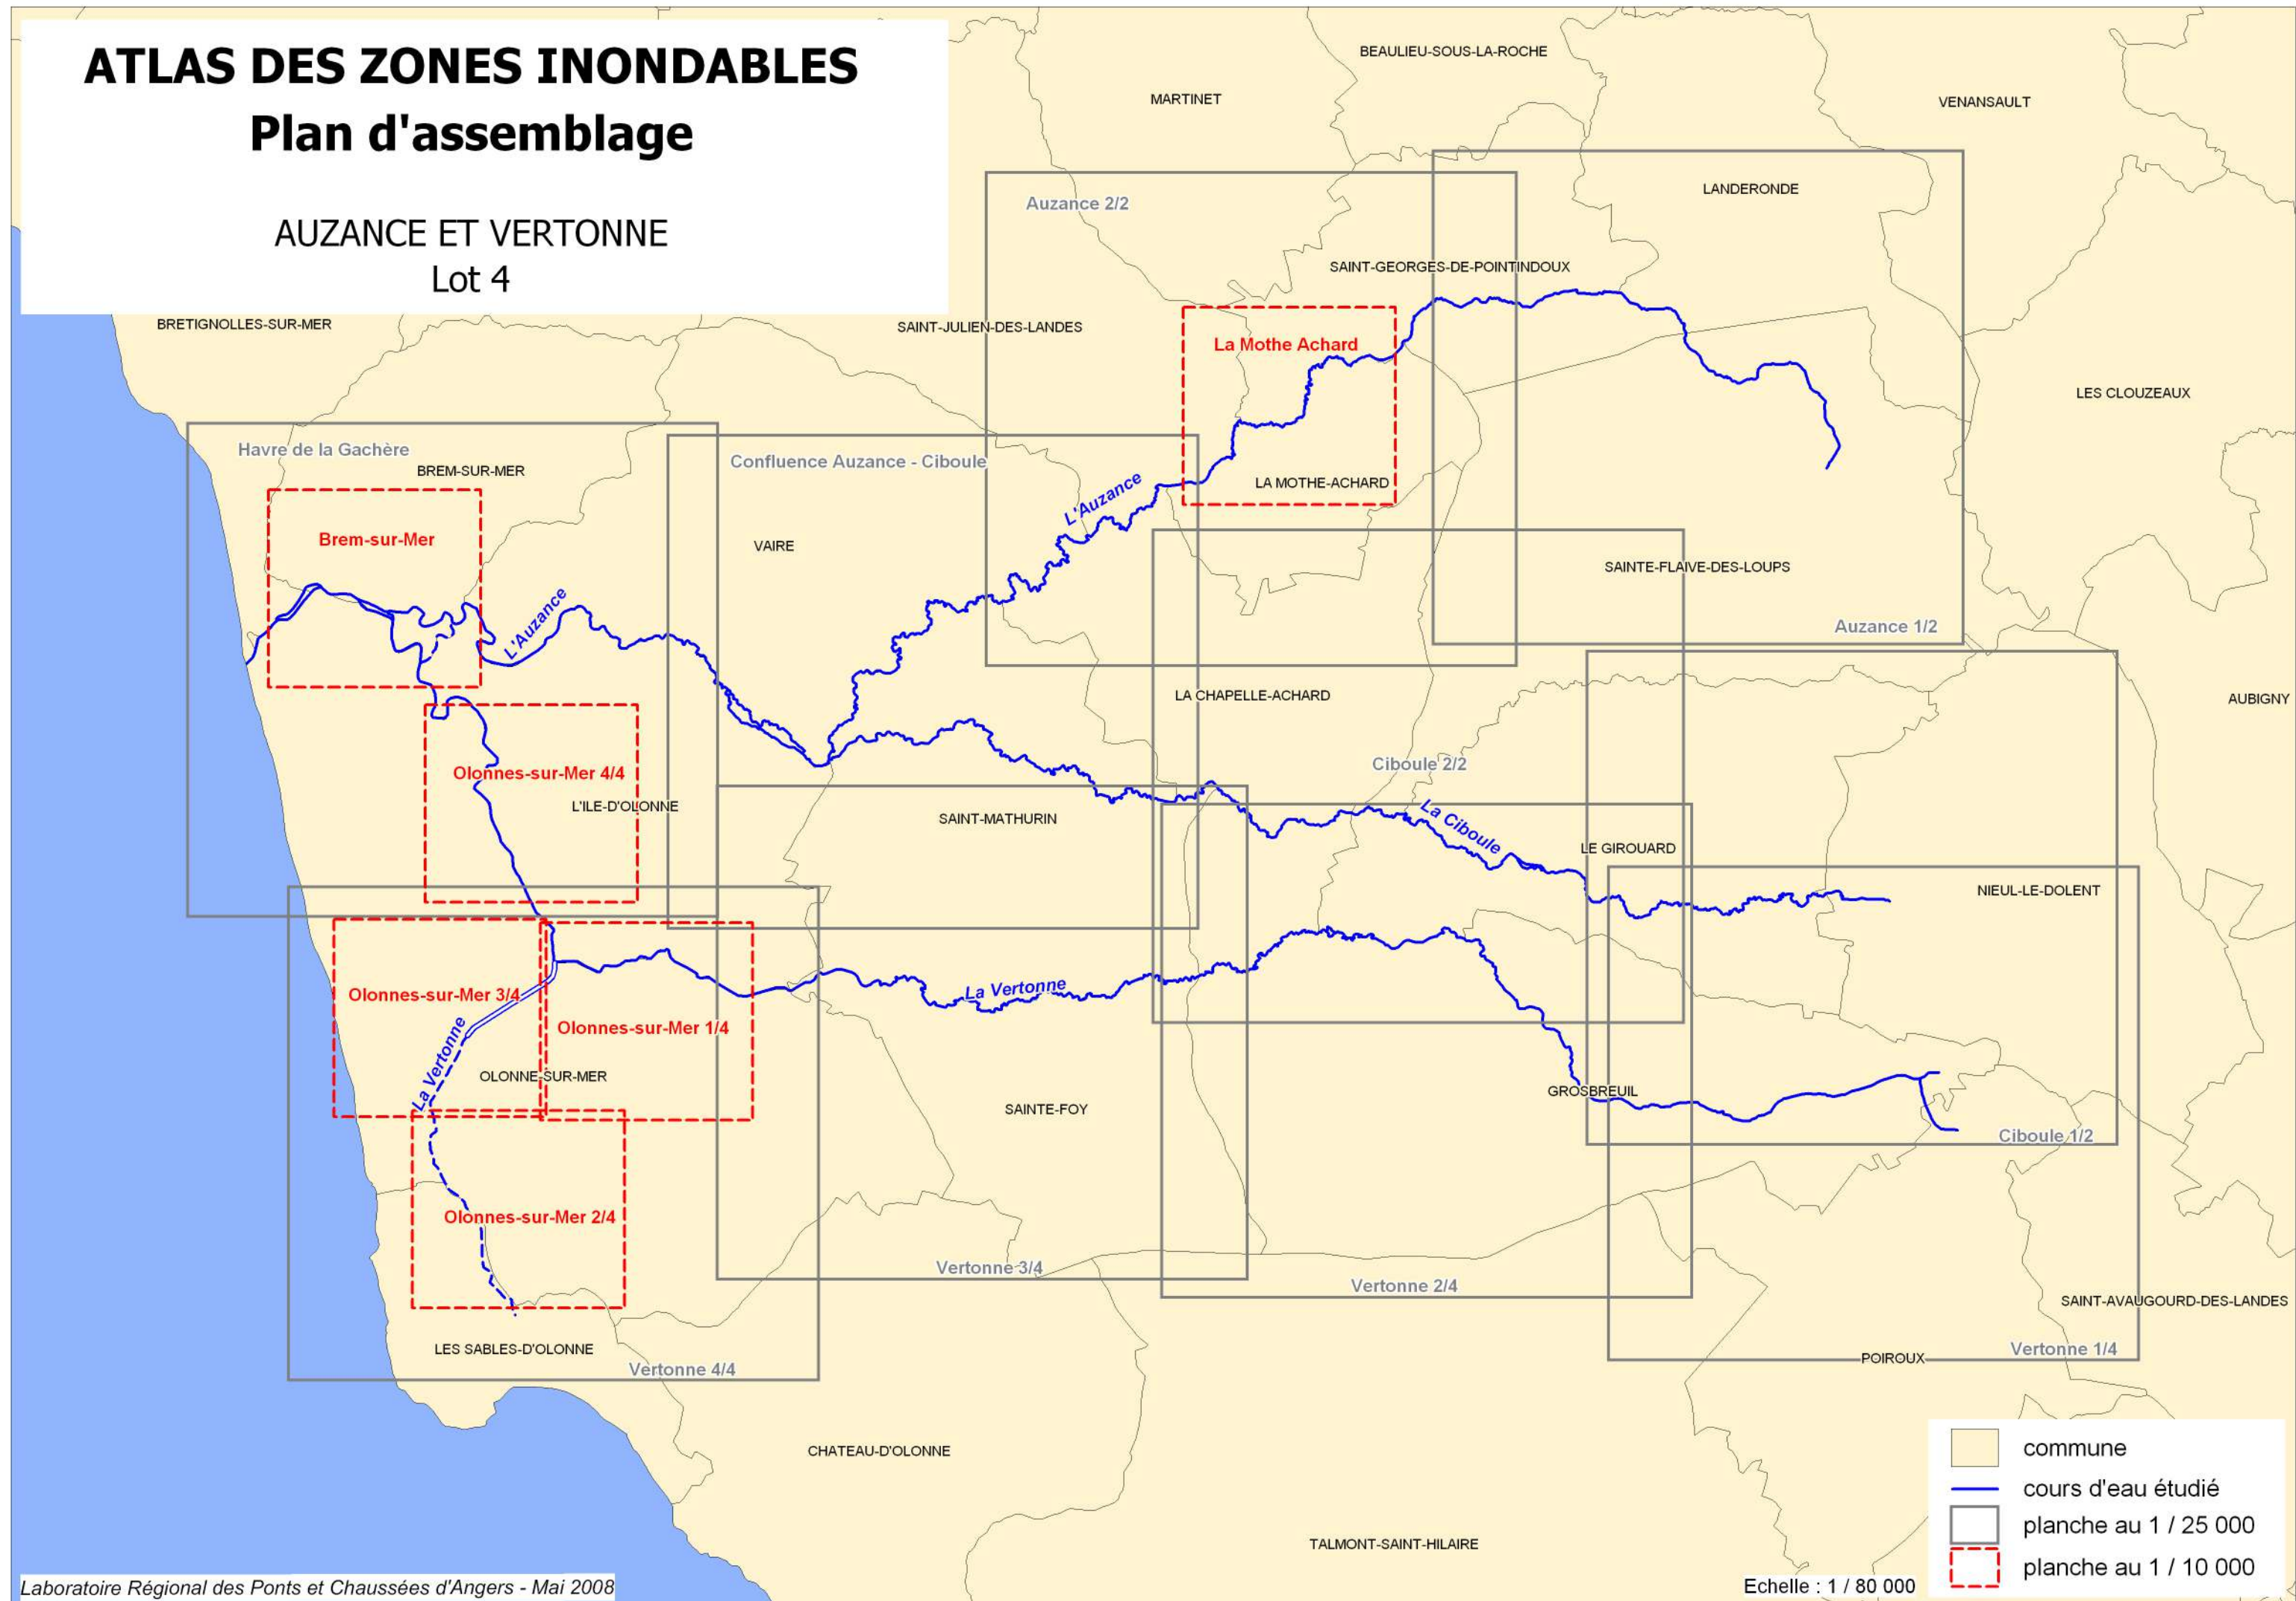 ATLAS DES ZONES INONDABLES
Plan d'assemblage
AUZANCE ET VERTONNE
Lot 4
BEAULIEU-SOUS-LA-ROCHE
MARTINET
VENANSAULT
LANDERONDE
Auzance 2/2
SAINT-GEORGES-DE-POINTINDOUX
BRETIGNOLLES-SUR-MER
SAINT-JULIEN-DES-LANDES
La Mothe Achard
LES CLOUZEAUX
Havre de la Gachère
BREM-SUR-MER
Confluence Auzance - Ciboule
LA MOTHE-ACHARD
L'Auzance
Brem-sur-Mer
VAIRE
SAINTE-FLAIVE-DES-LOUPS
L'Auzance
Auzance 1/2
LA CHAPELLE-ACHARD
AUBIGNY
Ciboule 2/2
Olonnes-sur-Mer 4/4
L'ILE-D'OLONNE
SAINT-MATHURIN
La Ciboule
LE GIROUARD
NIEUL-LE-DOLENT
Olonnes-sur-Mer 3/4
La Vertonne
Olonnes-sur-Mer 1/4
La Vertonne
OLONNE-SUR-MER
GROSBREUIL
SAINTE-FOY
Ciboule 1/2
Olonnes-sur-Mer 2/4
Vertonne 3/4
Vertonne 2/4
SAINT-AVAUGOURD-DES-LANDES
LES SABLES-D'OLONNE
Vertonne 1/4
POIROUX
Vertonne 4/4
CHATEAU-D'OLONNE
TALMONT-SAINT-HILAIRE
commune
cours d'eau étudié
planche au 1 / 25 000
planche au 1 / 10 000
Echelle : 1 / 80 000
Laboratoire Régional des Ponts et Chaussées d'Angers - Mai 2008